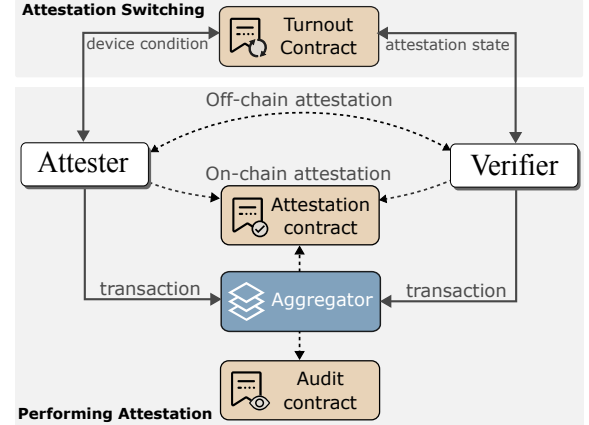 Attestation Switching
Turnout
Contract
device condition
attestation state
Off-chain attestation
Attester
Verifier
On-chain attestation
Attestation
contract
transaction
Aggregator
transaction
Audit
contract
Performing Attestation